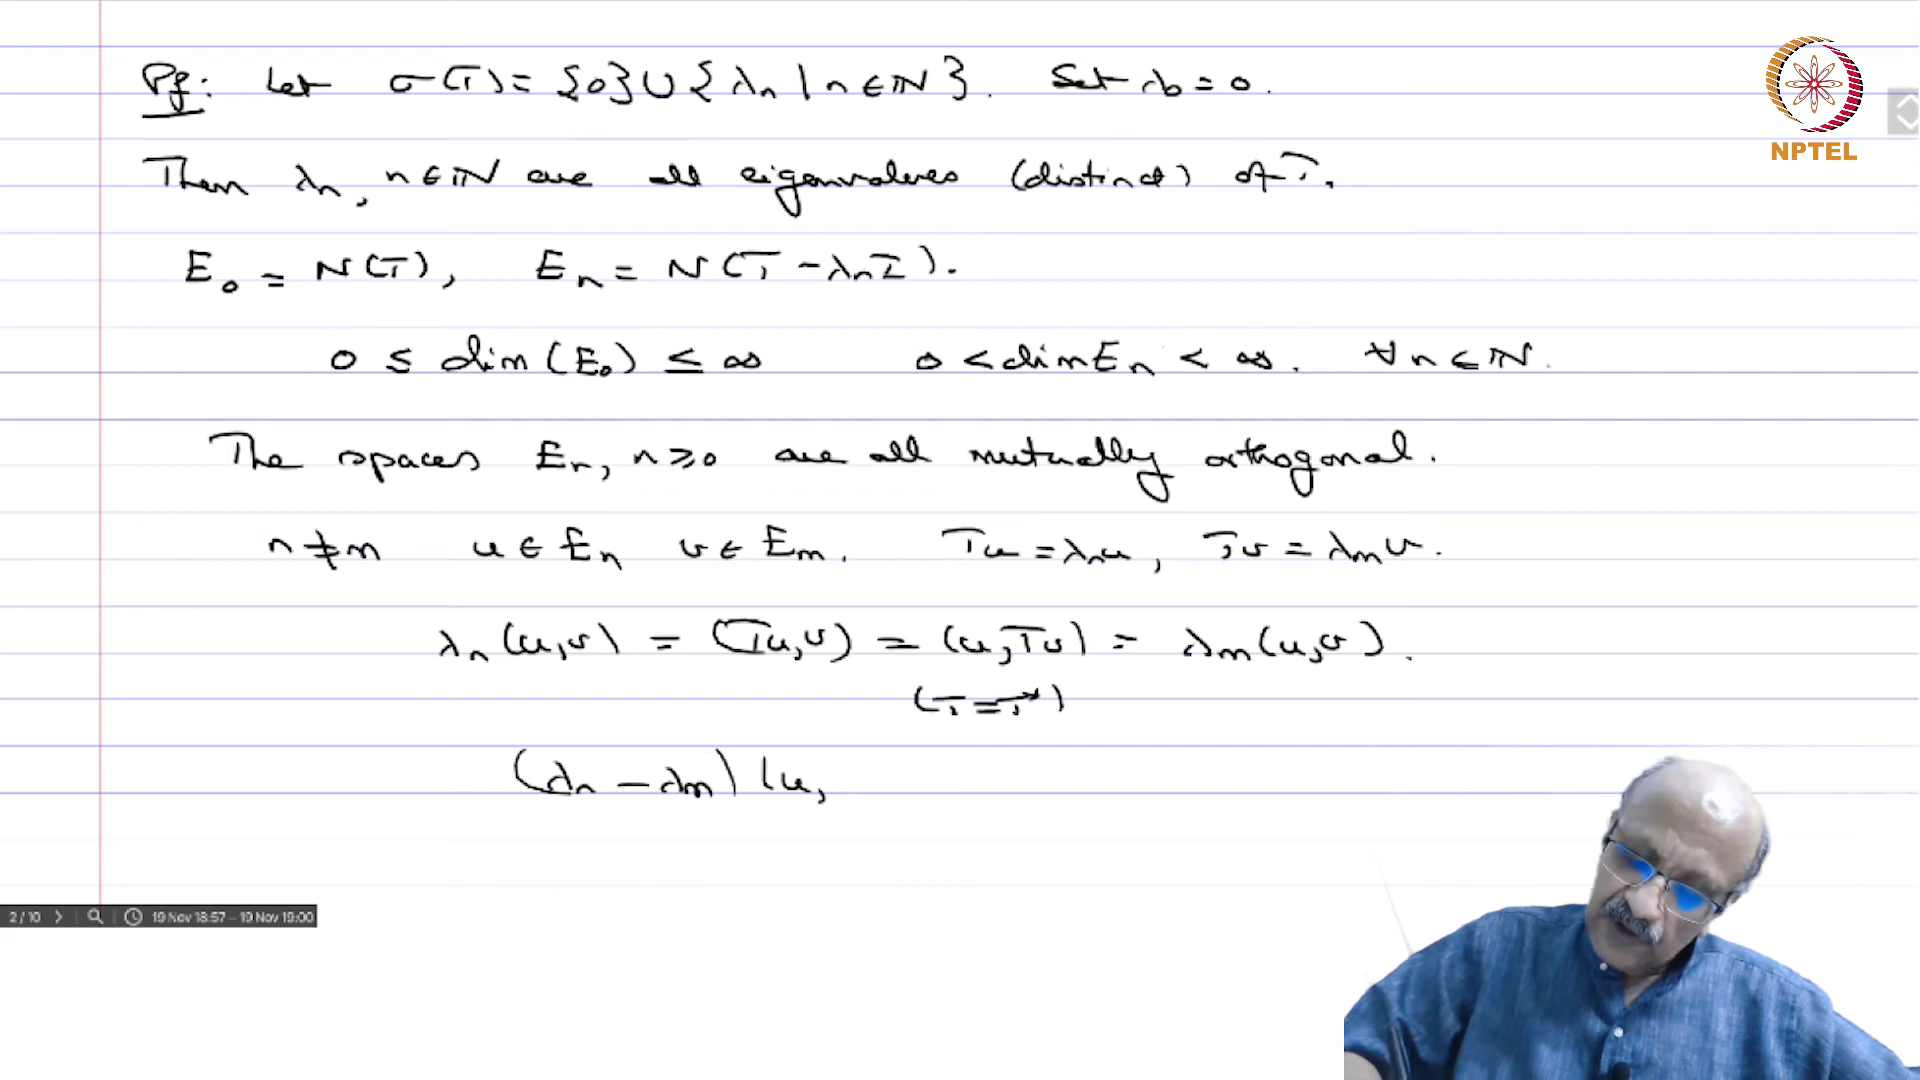 Pf: Let σ(T) = {0} ∪ {λn | n ∈ ℕ}. Set λ0 = 0.
NPTEL
Then λn, n ∈ ℕ are all eigenvalues (distinct) of T.
E0 = N(T), En = N(T - λnI).
0 ≤ dim(E0) ≤ ∞ 0 < dim En < ∞. ∀ n ∈ ℕ.
The spaces En, n ≥ 0 are all mutually orthogonal.
n ≠ m u ∈ En v ∈ Em. Tu = λnu, Tv = λmv.
λn(u,v) = (Tu,v) = (u,Tv) = λm(u,v).
(T = T*)
(λn - λm) (u,
2/10 19 Nov 18:57 - 19 Nov 19:00